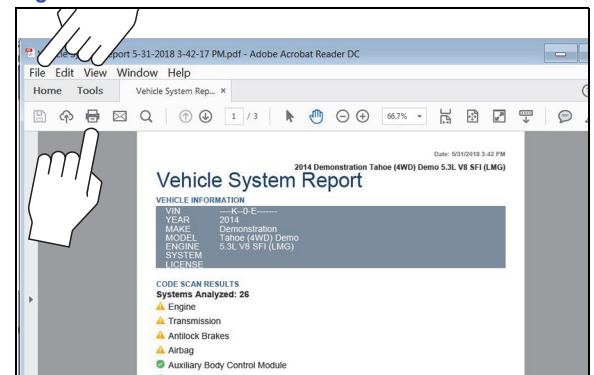 port 5-31-2018 3-42-17 PM.pdf - Adobe Acrobat Reader DC
File Edit View Window Help
Home Tools Vehicle System Rep... ×
1 / 3 66.7%
Date: 5/31/2018 3:42 PM
2014 Demonstration Tahoe (4WD) Demo 5.3L V8 SFI (LMG)
Vehicle System Report
VEHICLE INFORMATION
VIN ----K--0-E-------
YEAR 2014
MAKE Demonstration
MODEL Tahoe (4WD) Demo
ENGINE 5.3L V8 SFI (LMG)
SYSTEM
LICENSE
CODE SCAN RESULTS
Systems Analyzed: 26
Engine
Transmission
Antilock Brakes
Airbag
Auxiliary Body Control Module